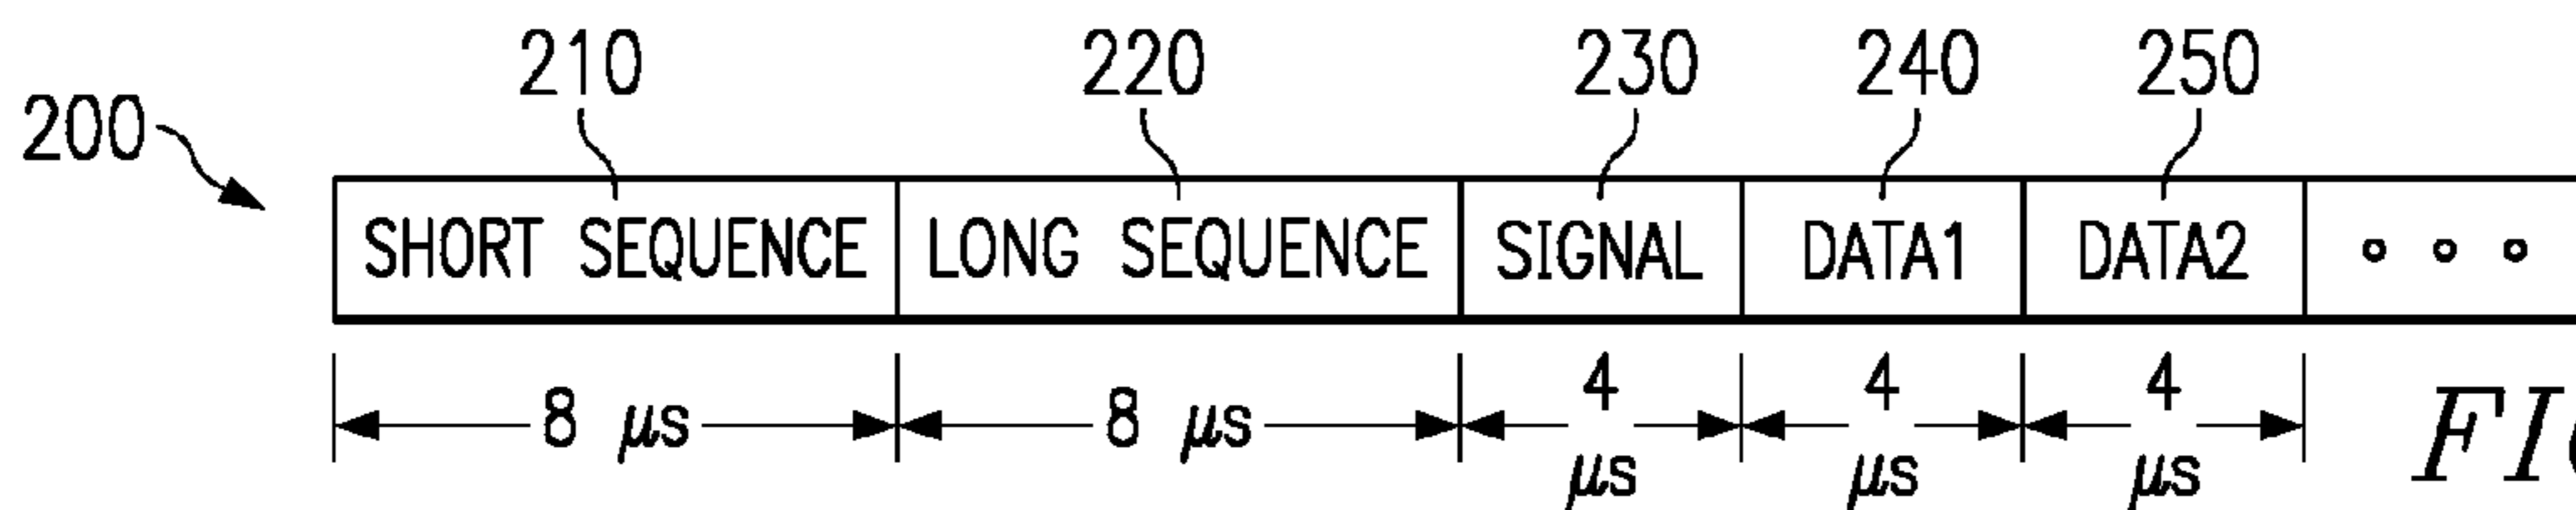 210 220 230 240 250
200
SHORT SEQUENCE LONG SEQUENCE SIGNAL DATA1 DATA2 ∘ ∘ ∘
8 μs 8 μs 4 μs 4 μs 4 μs